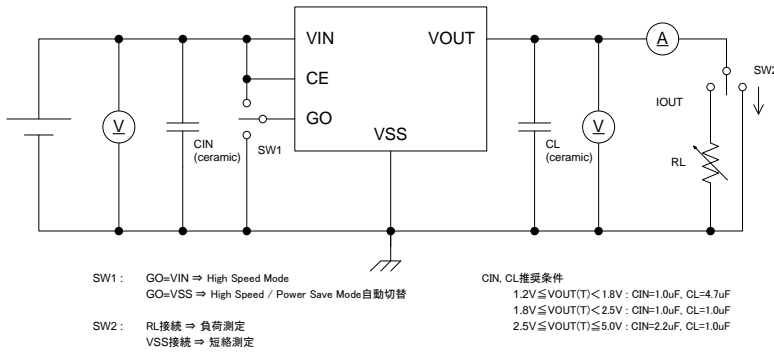 VIN
VOUT
CE
GO
VSS
V
CIN
(ceramic)
SW1
CL
(ceramic)
V
A
SW2
IOUT
RL
SW1 : GO=VIN ⇒ High Speed Mode
GO=VSS ⇒ High Speed / Power Save Mode自動切替
SW2 : RL接続 ⇒ 負荷測定
VSS接続 ⇒ 短絡測定
CIN, CL推奨条件
1.2V≦VOUT(T)<1.8V : CIN=1.0uF, CL=4.7uF
1.8V≦VOUT(T)<2.5V : CIN=1.0uF, CL=1.0uF
2.5V≦VOUT(T)≦5.0V : CIN=2.2uF, CL=1.0uF